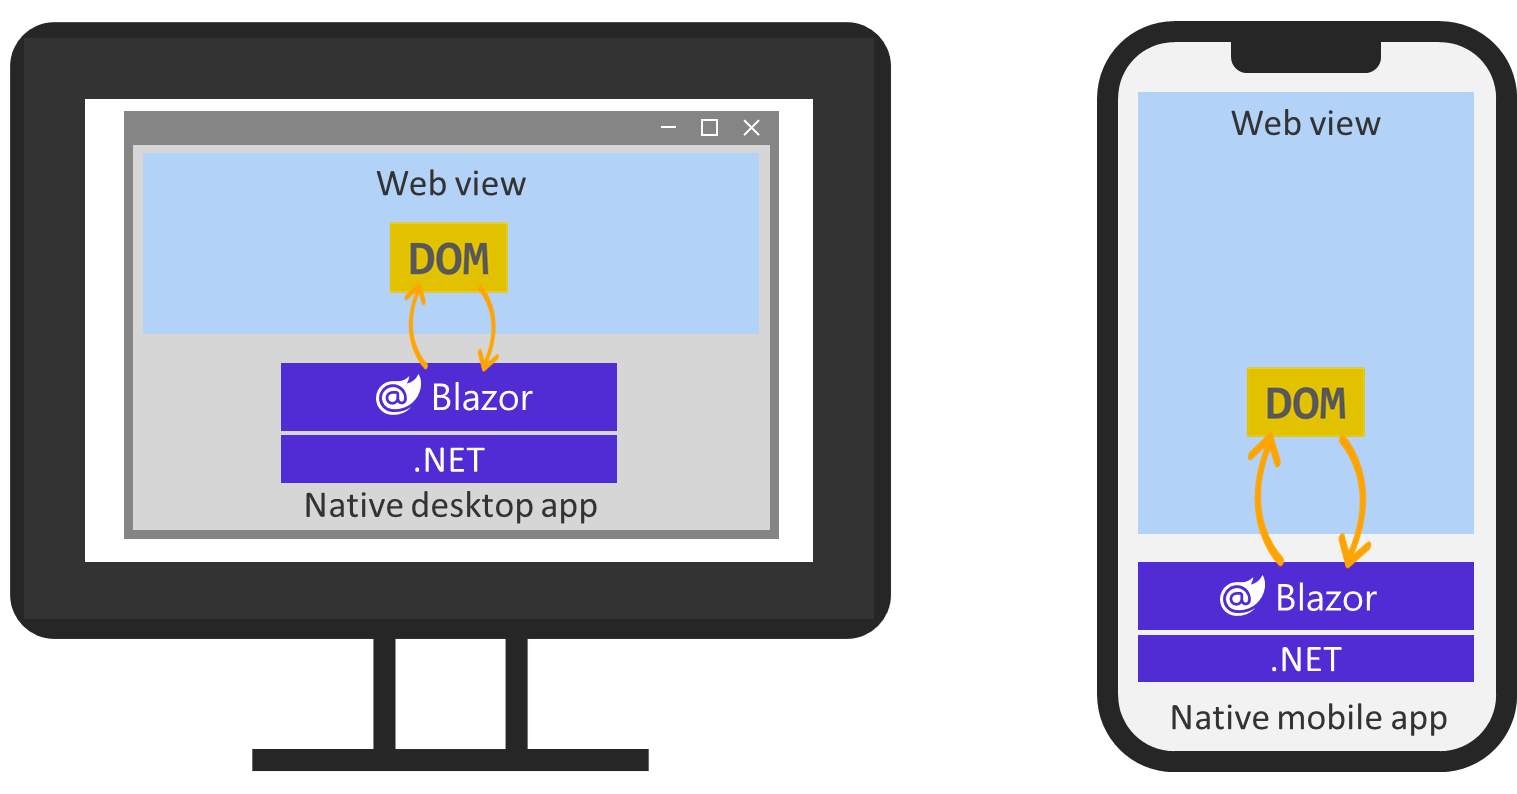 Web view
DOM
@ Blazor
.NET
Native desktop app
Web view
DOM
@ Blazor
.NET
Native mobile app